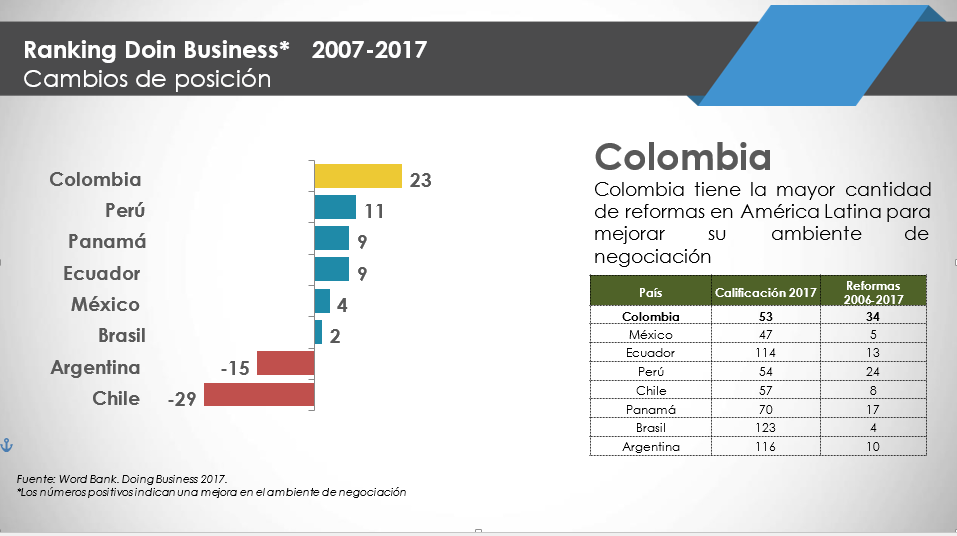 Ranking Doin Business* 2007-2017
Cambios de posición
Colombia 23
Perú 11
Panamá 9
Ecuador 9
México 4
Brasil 2
Argentina -15
Chile -29
Fuente: Word Bank. Doing Business 2017.
*Los números positivos indican una mejora en el ambiente de negociación
Colombia
Colombia tiene la mayor cantidad
de reformas en América Latina para
mejorar su ambiente de
negociación
País Calificación 2017 Reformas 2006-2017
Colombia 53 34
México 47 5
Ecuador 114 13
Perú 54 24
Chile 57 8
Panamá 70 17
Brasil 123 4
Argentina 116 10